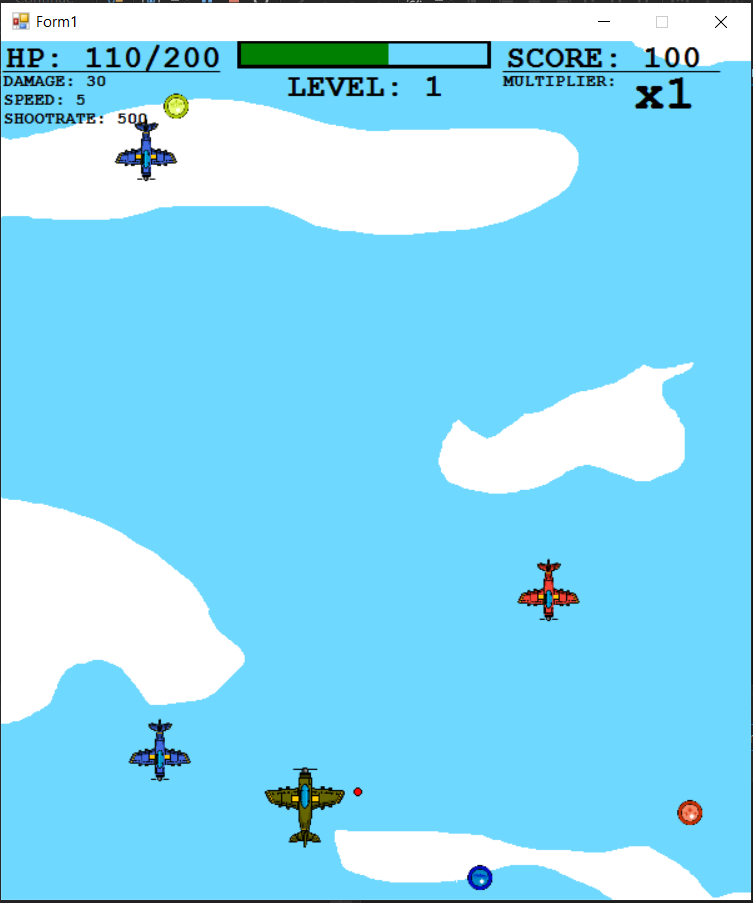 Form1
HP: 110/200
SCORE: 100
DAMAGE: 30
SPEED: 5
SHOOTRATE: 500
LEVEL: 1
MULTIPLIER:
x1